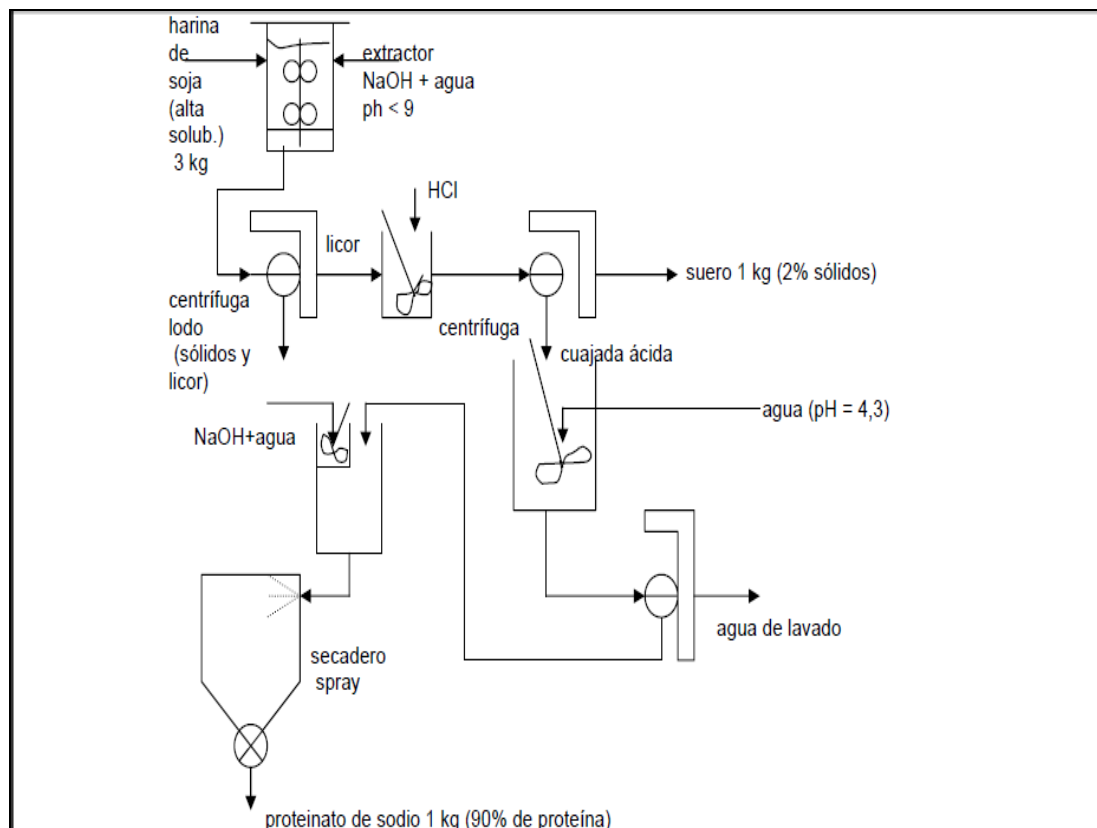 harina
de
soja
(alta
solub.)
3 kg
extractor
NaOH + agua
ph < 9
HCl
licor
suero 1 kg (2% sólidos)
centrífuga
lodo
(sólidos y
licor)
centrífuga
cuajada ácida
agua (pH = 4,3)
NaOH+agua
agua de lavado
secadero
spray
proteinato de sodio 1 kg (90% de proteína)